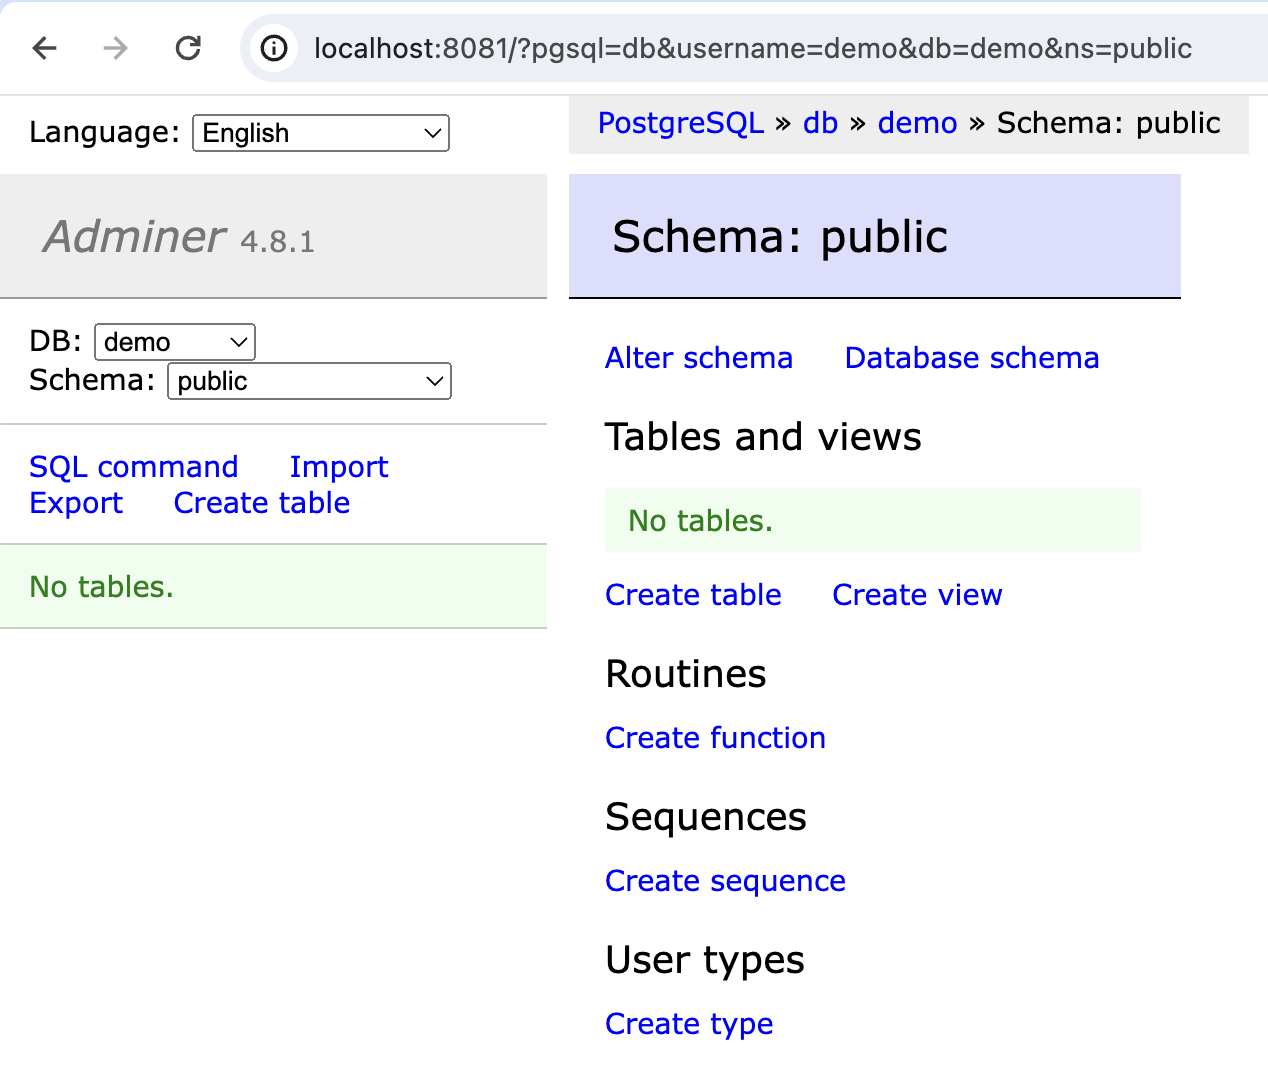 localhost:8081/?pgsql=db&username=demo&db=demo&ns=public
Language: English
Adminer 4.8.1
DB: demo
Schema: public
SQL command Import
Export Create table
No tables.
PostgreSQL » db » demo » Schema: public
Schema: public
Alter schema Database schema
Tables and views
No tables.
Create table Create view
Routines
Create function
Sequences
Create sequence
User types
Create type